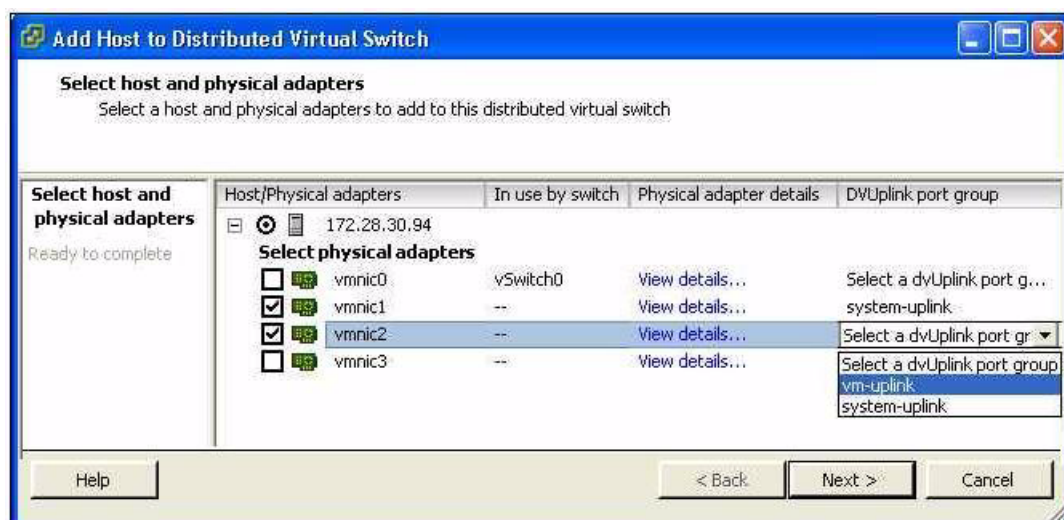 Add Host to Distributed Virtual Switch
Select host and physical adapters
Select a host and physical adapters to add to this distributed virtual switch
Select host and
physical adapters
Ready to complete
Host/Physical adapters In use by switch Physical adapter details DVUplink port group
172.28.30.94
Select physical adapters
vmnic0 vSwitch0 View details... Select a dvUplink port g...
vmnic1 -- View details... system-uplink
vmnic2 -- View details... Select a dvUplink port gr
vmnic3 -- View details...
Select a dvUplink port group
vm-uplink
system-uplink
Help < Back Next > Cancel